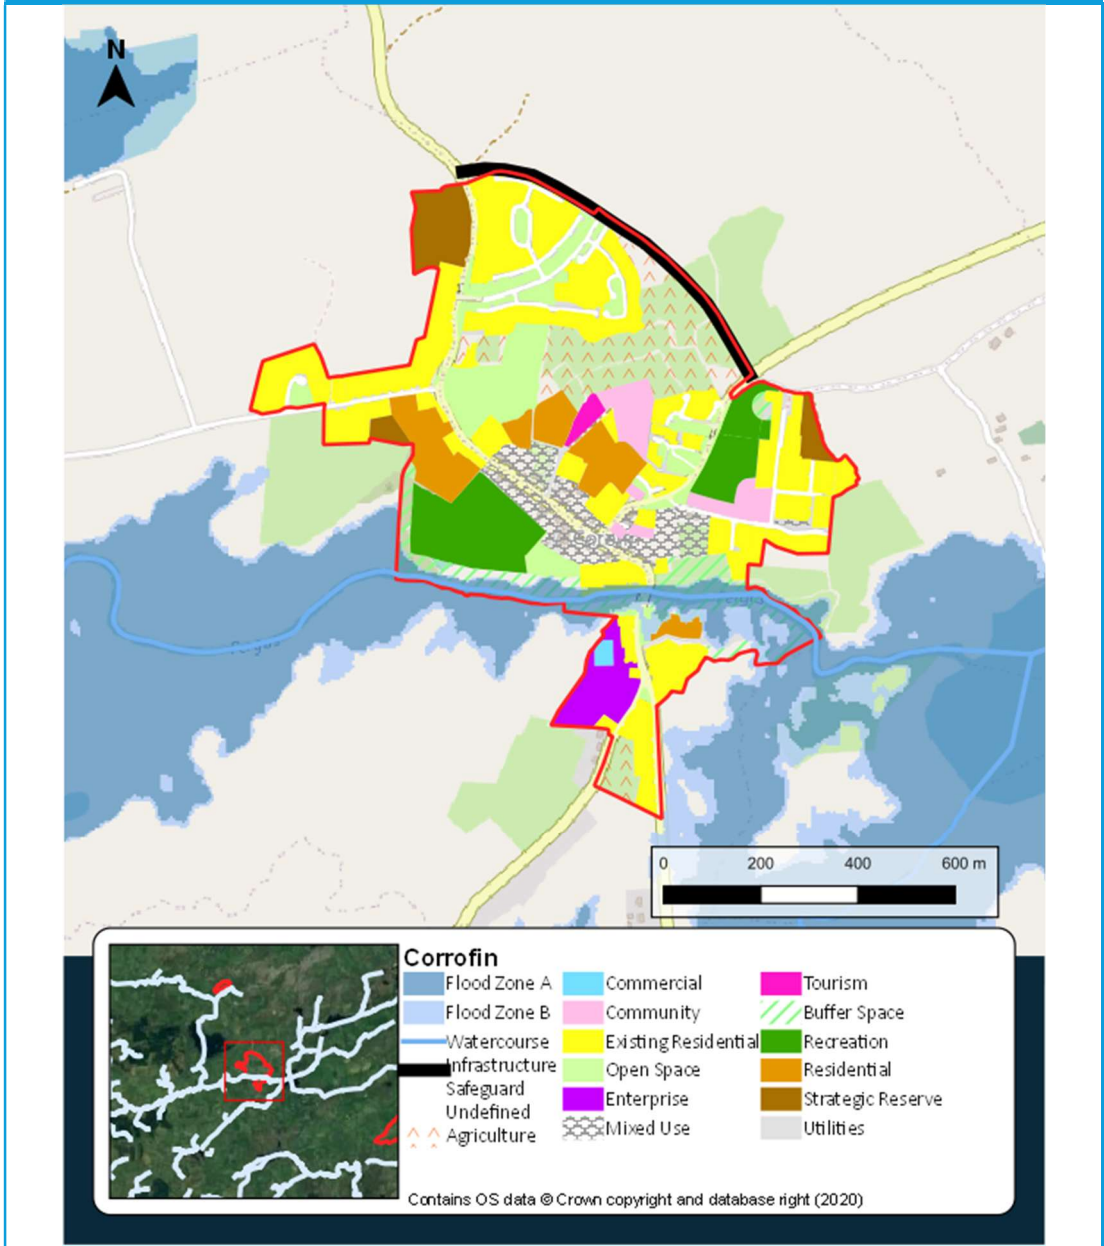 N
Fergus
0 200 400 600 m
Corrofin
Flood Zone A
Flood Zone B
Watercourse
Infrastructure
Safeguard
Undefined
Agriculture
Commercial
Community
Existing Residential
Open Space
Enterprise
Mixed Use
Tourism
Buffer Space
Recreation
Residential
Strategic Reserve
Utilities
Contains OS data © Crown copyright and database right (2020)